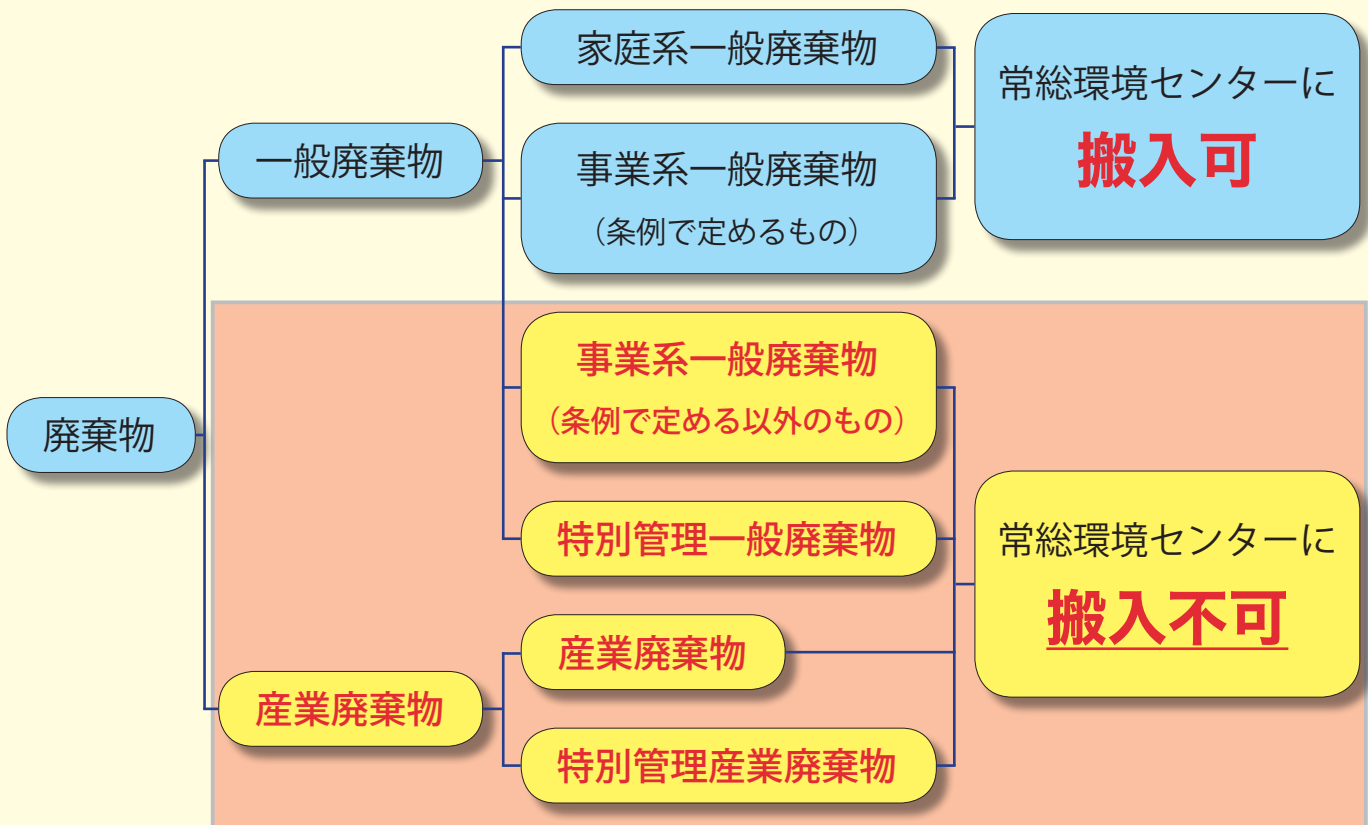 廃棄物
一般廃棄物
家庭系一般廃棄物
事業系一般廃棄物
（条例で定めるもの）
常総環境センターに
搬入可
事業系一般廃棄物
（条例で定める以外のもの）
特別管理一般廃棄物
産業廃棄物
産業廃棄物
特別管理産業廃棄物
常総環境センターに
搬入不可